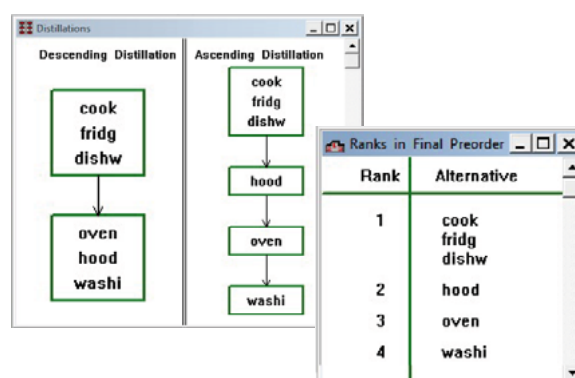 Distillations
Descending Distillation
cook
fridg
dishw
oven
hood
washi
Ascending Distillation
cook
fridg
dishw
hood
oven
washi
Ranks in Final Preorder
Rank Alternative
1 cook
fridg
dishw
2 hood
3 oven
4 washi